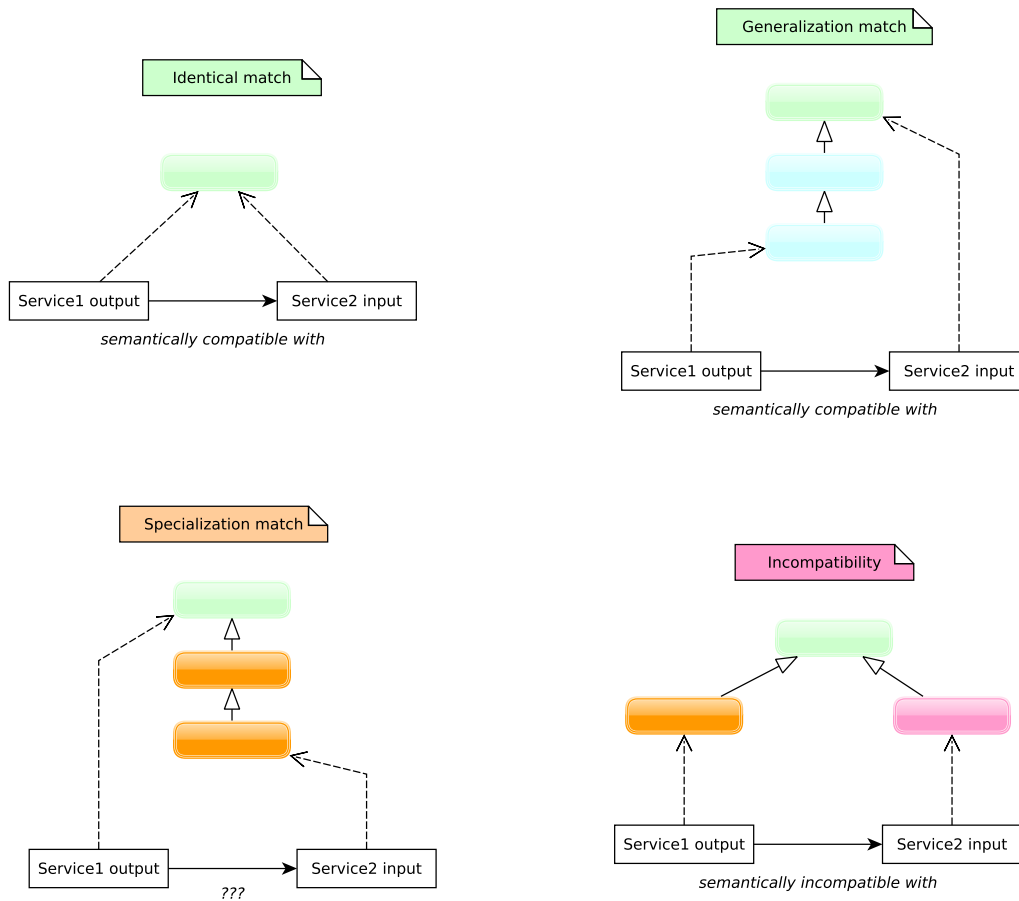 Identical match
Service1 output
Service2 input
semantically compatible with
Generalization match
Service1 output
Service2 input
semantically compatible with
Specialization match
Service1 output
Service2 input
???
Incompatibility
Service1 output
Service2 input
semantically incompatible with